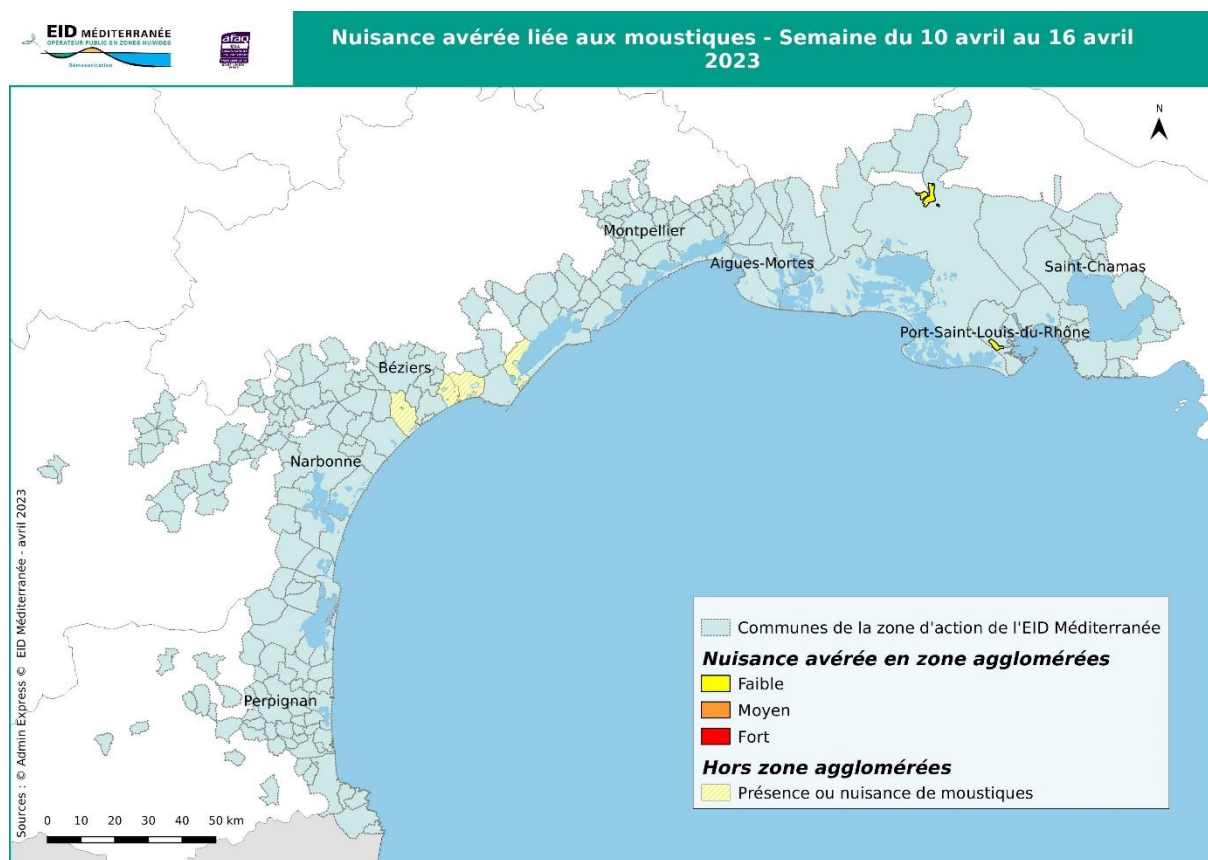 EID MÉDITERRANÉE
OPÉRATEUR PUBLIC EN ZONES HUMIDES
Démoustication
afaq
Nuisance avérée liée aux moustiques - Semaine du 10 avril au 16 avril
2023
N
Montpellier
Aigues-Mortes
Saint-Chamas
Port-Saint-Louis-du-Rhône
Béziers
Narbonne
Perpignan
Communes de la zone d'action de l'EID Méditerranée
Nuisance avérée en zone agglomérées
Faible
Moyen
Fort
Hors zone agglomérées
Présence ou nuisance de moustiques
0 10 20 30 40 50 km
Sources : © Admin Express © EID Méditerranée - avril 2023